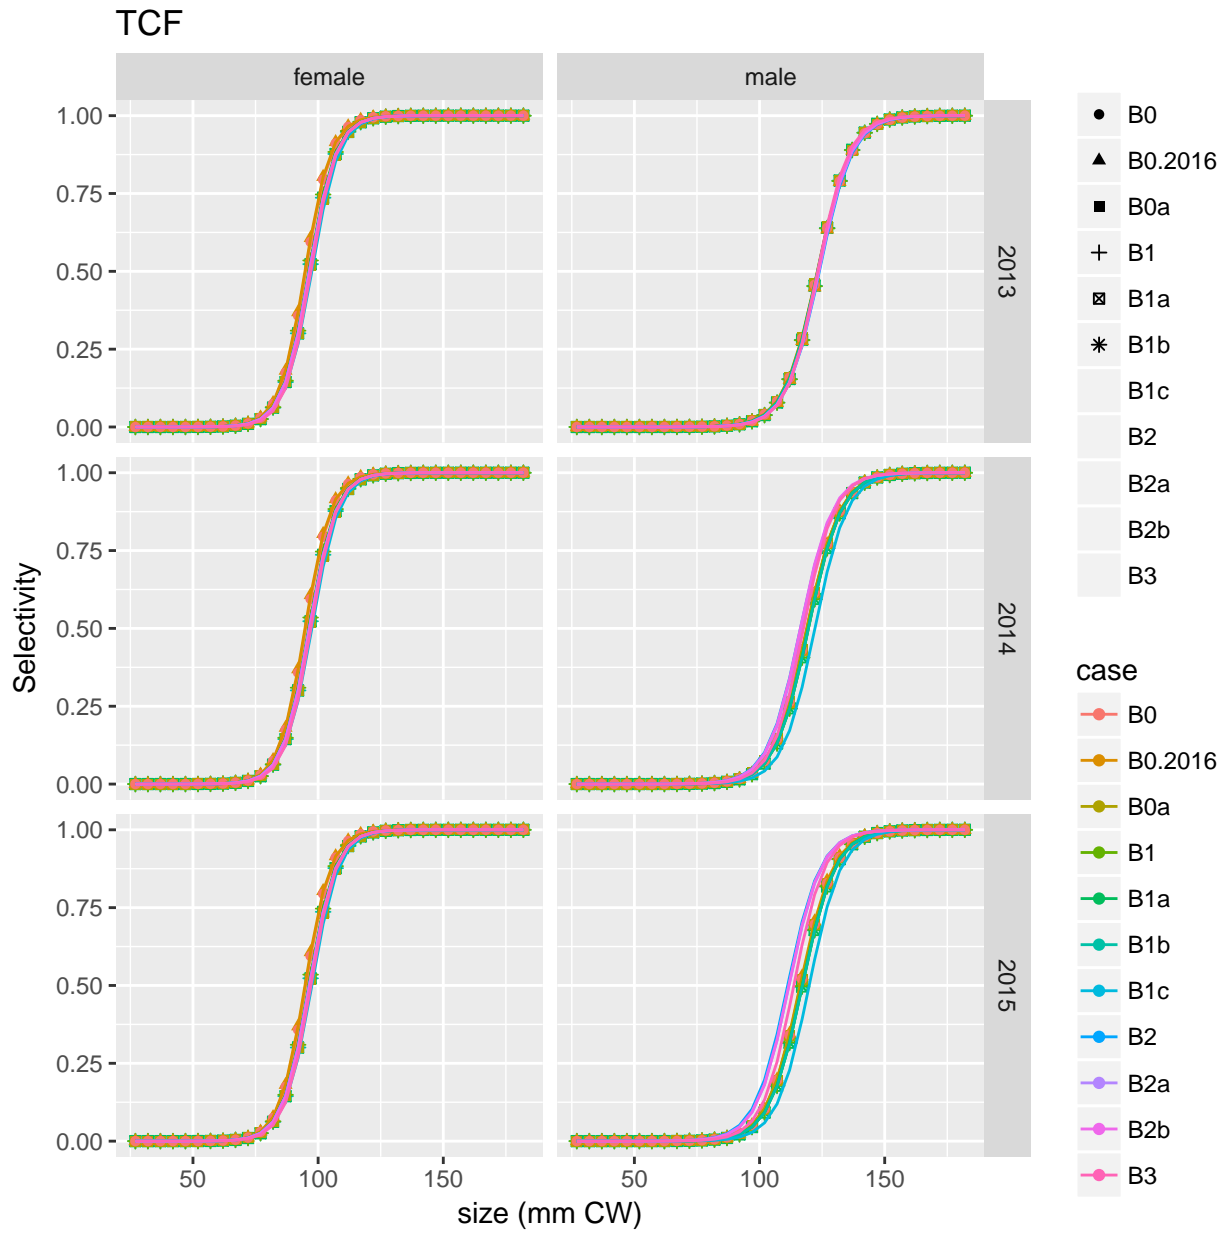 TCF
female
male
1.00
0.75
0.50
0.25
0.00
2013
1.00
0.75
0.50
0.25
0.00
2014
1.00
0.75
0.50
0.25
0.00
2015
Selectivity
50
100
150
50
100
150
size (mm CW)
B0
B0.2016
B0a
B1
B1a
B1b
B1c
B2
B2a
B2b
B3
case
B0
B0.2016
B0a
B1
B1a
B1b
B1c
B2
B2a
B2b
B3